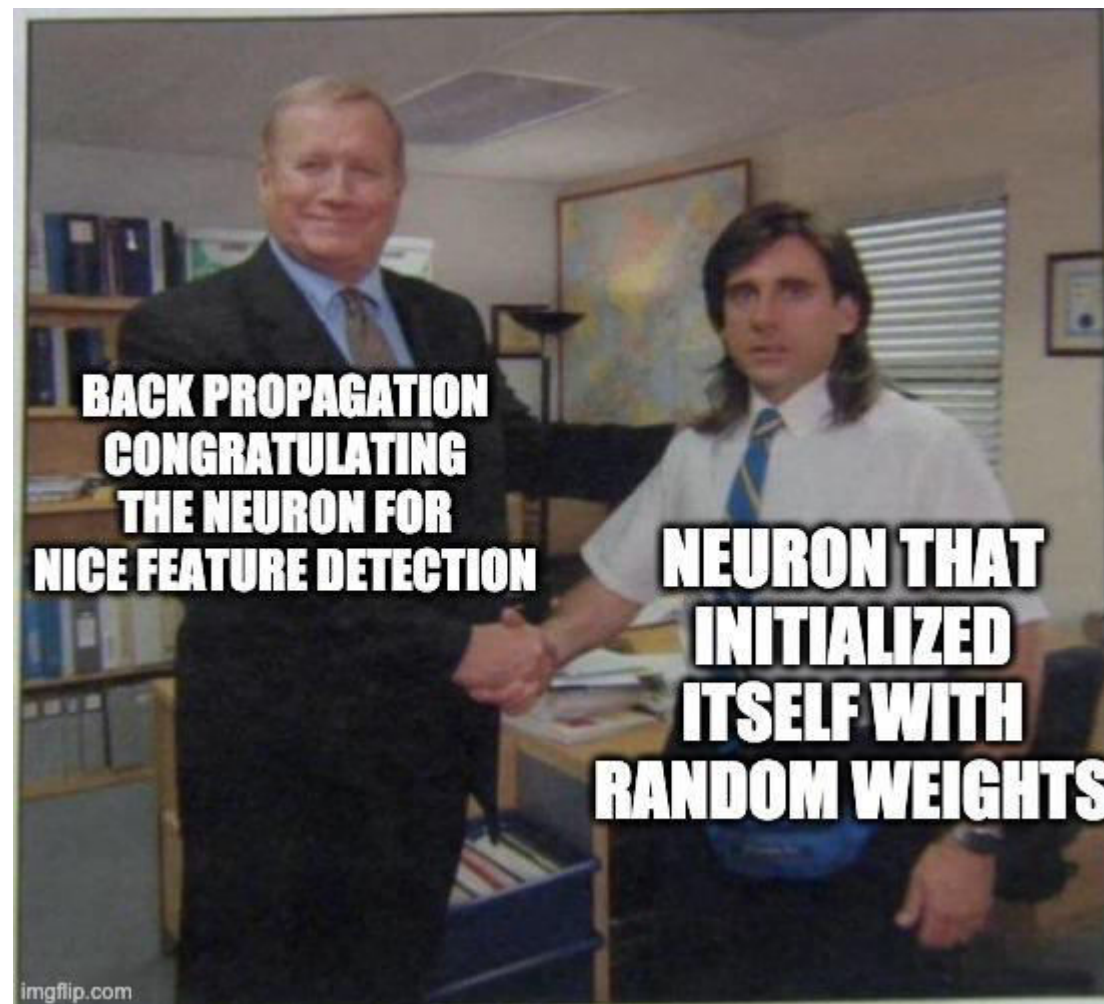 BACK PROPAGATION
CONGRATULATING
THE NEURON FOR
NICE FEATURE DETECTION
NEURON THAT
INITIALIZED
ITSELF WITH
RANDOM WEIGHTS
imgflip.com